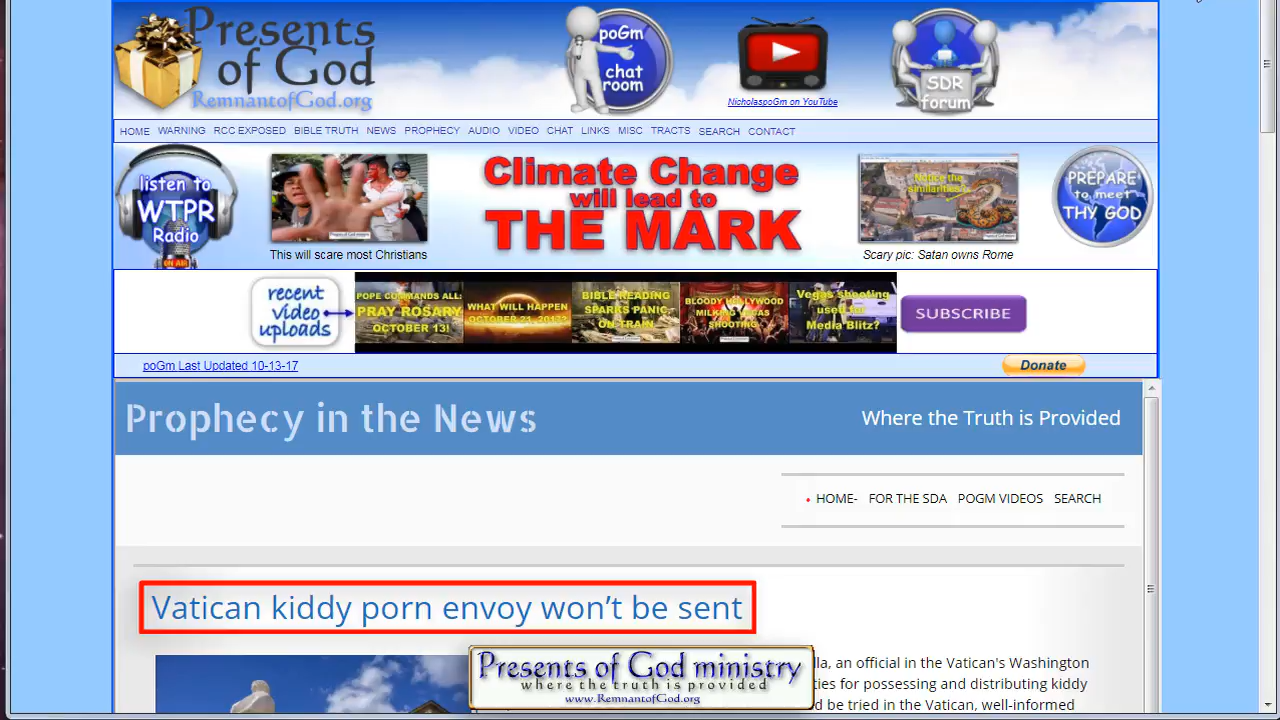 Presents
of God
RemnantofGod.org
poGm
chat
room
NicholaspoGm on YouTube
SDR
forum
HOME WARNING RCC EXPOSED BIBLE TRUTH NEWS PROPHECY AUDIO VIDEO CHAT LINKS MISC TRACTS SEARCH CONTACT
listen to
WTPR
Radio
ON AIR
This will scare most Christians
Climate Change
will lead to
THE MARK
Notice the
similarities
Scary pic: Satan owns Rome
PREPARE
to meet
THY GOD
recent
video
uploads
POPE COMMANDS ALL:
PRAY ROSARY
OCTOBER 13!
WHAT WILL HAPPEN
OCTOBER 21, 2017?
BIBLE READING
SPARKS PANIC
ON TRAIN
BLOODY HOLLYWOOD
MILKING VEGAS
SHOOTING
Vegas shooting
used for
Media Blitz?
SUBSCRIBE
poGm Last Updated 10-13-17
Donate
Prophecy in the News
Where the Truth is Provided
HOME- FOR THE SDA POGM VIDEOS SEARCH
Vatican kiddy porn envoy won’t be sent
lla, an official in the Vatican's Washington
ties for possessing and distributing kiddy
d be tried in the Vatican, well-informed
Presents of God ministry
where the truth is provided
www.RemnantofGod.org